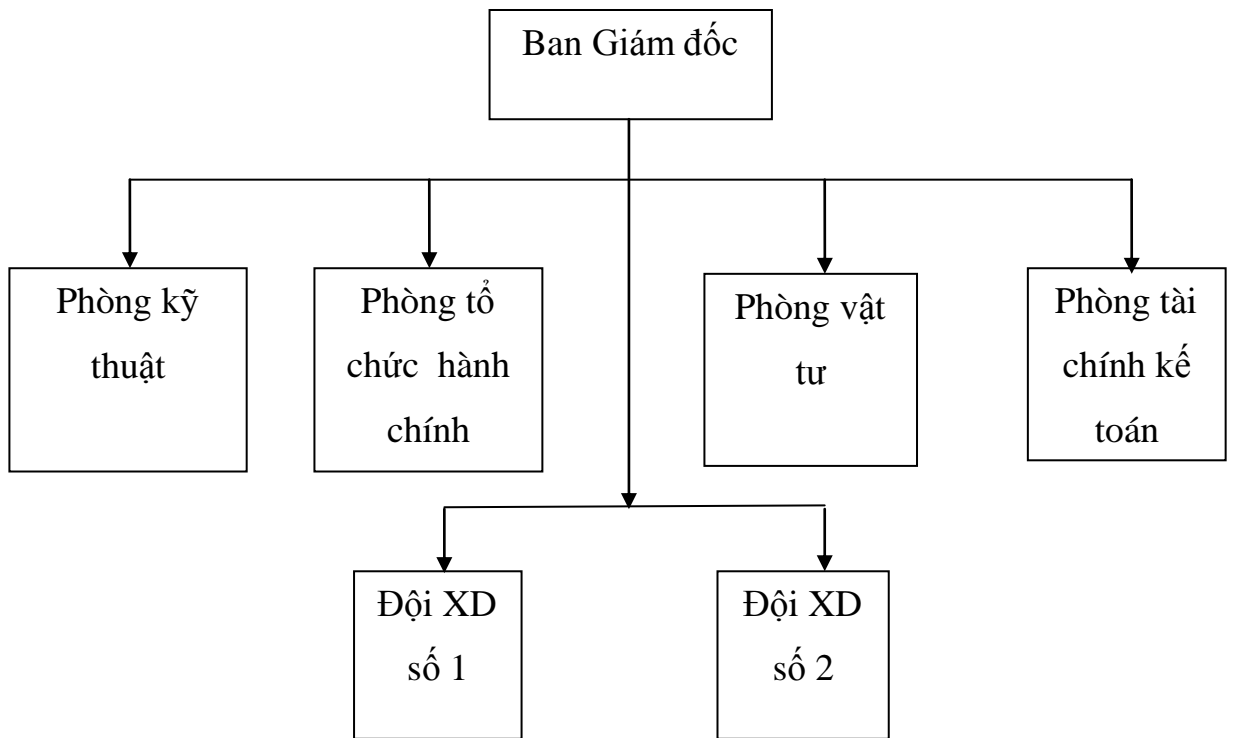 Ban Giám đốc
Phòng kỹ
thuật
Phòng tổ
chức hành
chính
Phòng vật
tư
Phòng tài
chính kế
toán
Đội XD
số 1
Đội XD
số 2